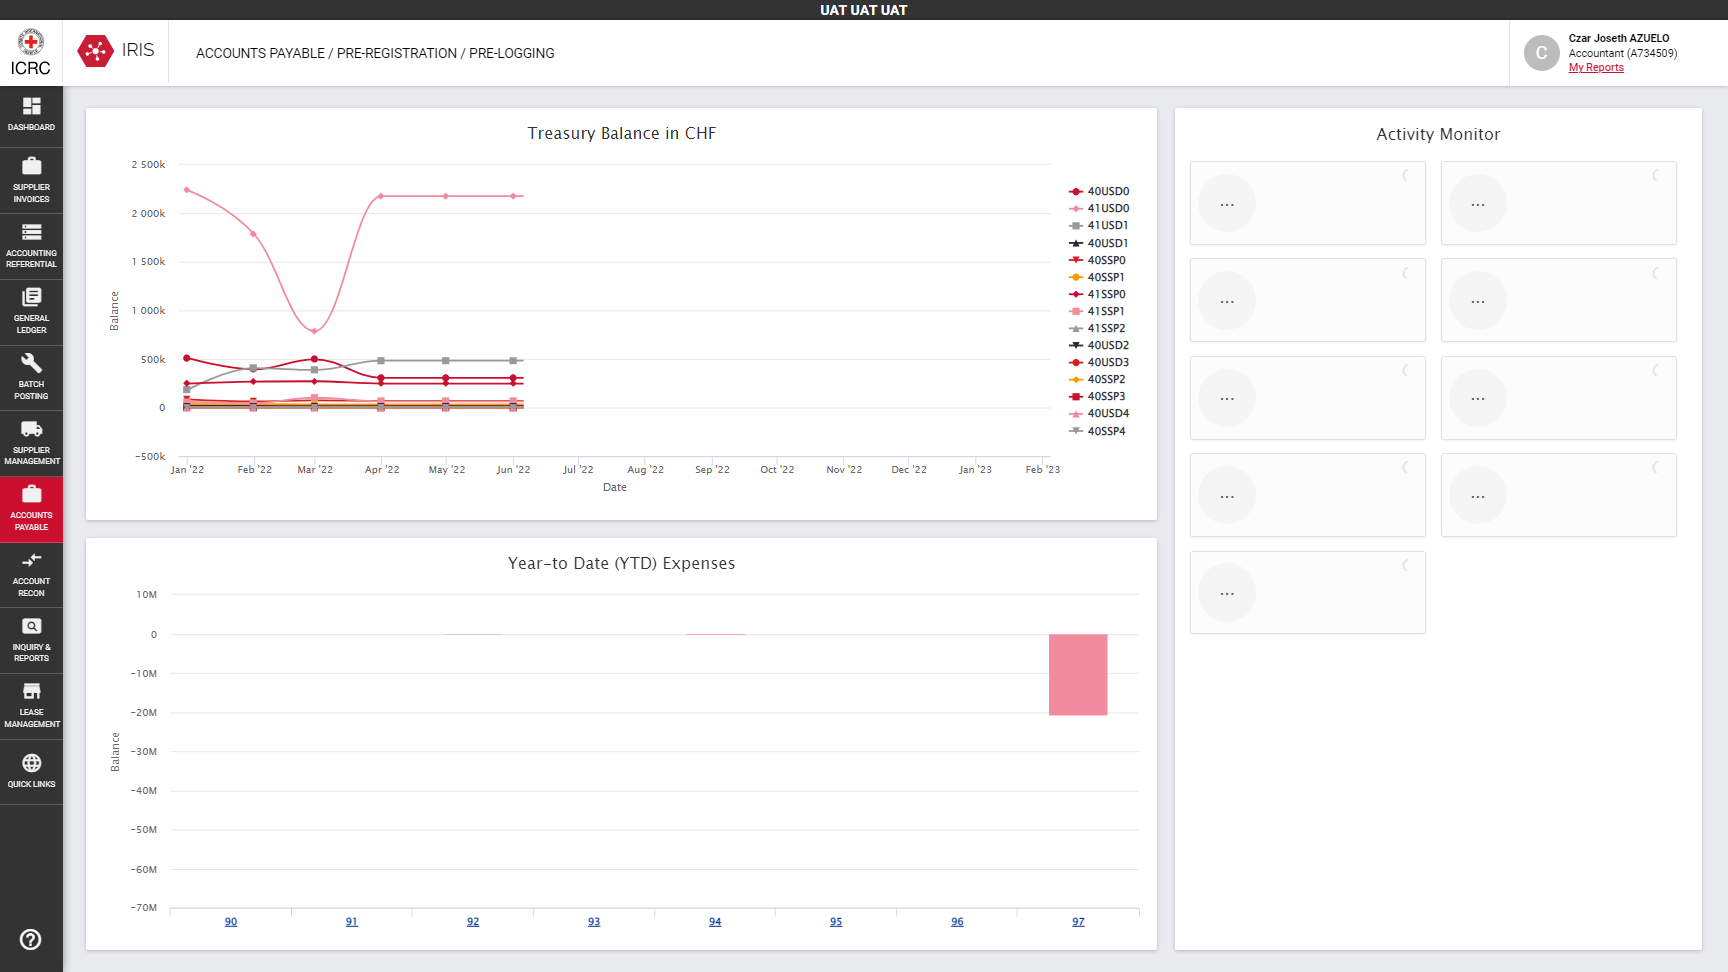 UAT UAT UAT
ICRC
IRIS
ACCOUNTS PAYABLE / PRE-REGISTRATION / PRE-LOGGING
C
Czar Joseth AZUELO
Accountant (A734509)
My Reports
DASHBOARD
SUPPLIER
INVOICES
ACCOUNTING
REFERENTIAL
GENERAL
LEDGER
BATCH
POSTING
SUPPLIER
MANAGEMENT
ACCOUNTS
PAYABLE
ACCOUNT
RECON
INQUIRY &
REPORTS
LEASE
MANAGEMENT
QUICK LINKS
Treasury Balance in CHF
Balance
2 500k
2 000k
1 500k
1 000k
500k
0
−500k
Jan '22
Feb '22
Mar '22
Apr '22
May '22
Jun '22
Jul '22
Aug '22
Sep '22
Oct '22
Nov '22
Dec '22
Jan '23
Feb '23
Date
40USD0
41USD0
41USD1
40USD1
40SSP0
40SSP1
41SSP0
41SSP1
41SSP2
40USD2
40USD3
40SSP2
40SSP3
40USD4
40SSP4
Year-to Date (YTD) Expenses
Balance
10M
0
−10M
−20M
−30M
−40M
−50M
−60M
−70M
90
91
92
93
94
95
96
97
Activity Monitor
...
...
...
...
...
...
...
...
...